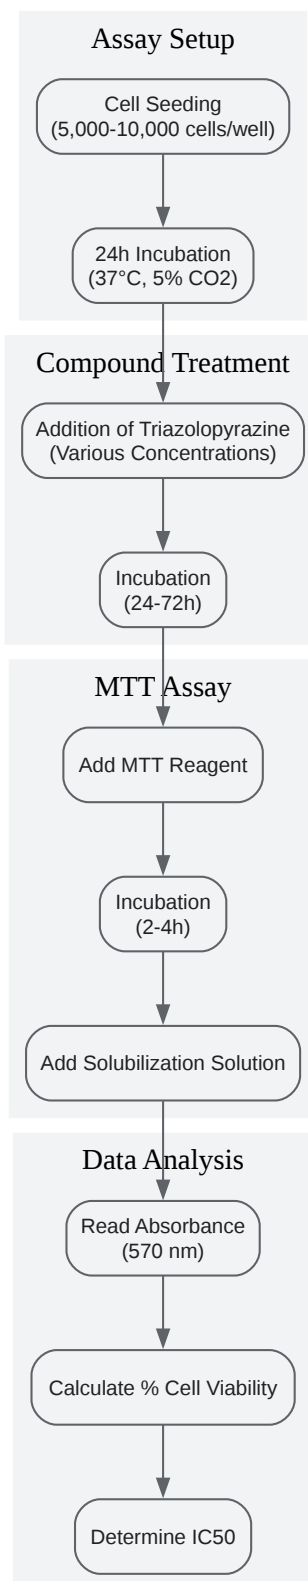 Assay Setup
Cell Seeding
(5,000-10,000 cells/well)
24h Incubation
(37°C, 5% CO2)
Compound Treatment
Addition of Triazolopyrazine
(Various Concentrations)
Incubation
(24-72h)
MTT Assay
Add MTT Reagent
Incubation
(2-4h)
Add Solubilization Solution
Data Analysis
Read Absorbance
(570 nm)
Calculate % Cell Viability
Determine IC50